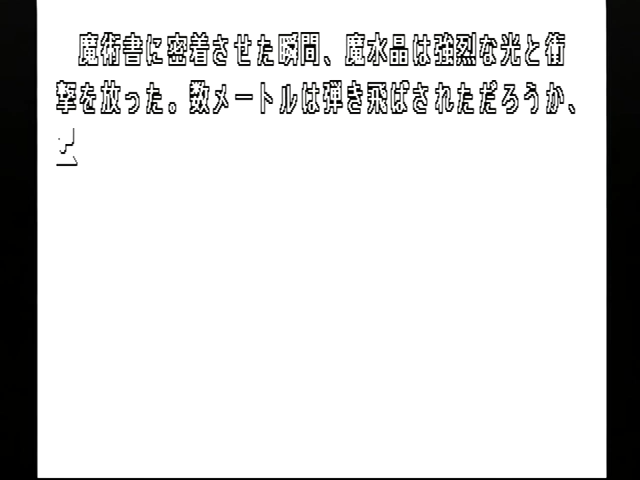 魔術書に密着させた瞬間、魔水晶は強烈な光と衝
撃を放った。数メートルは弾き飛ばされただろうか、